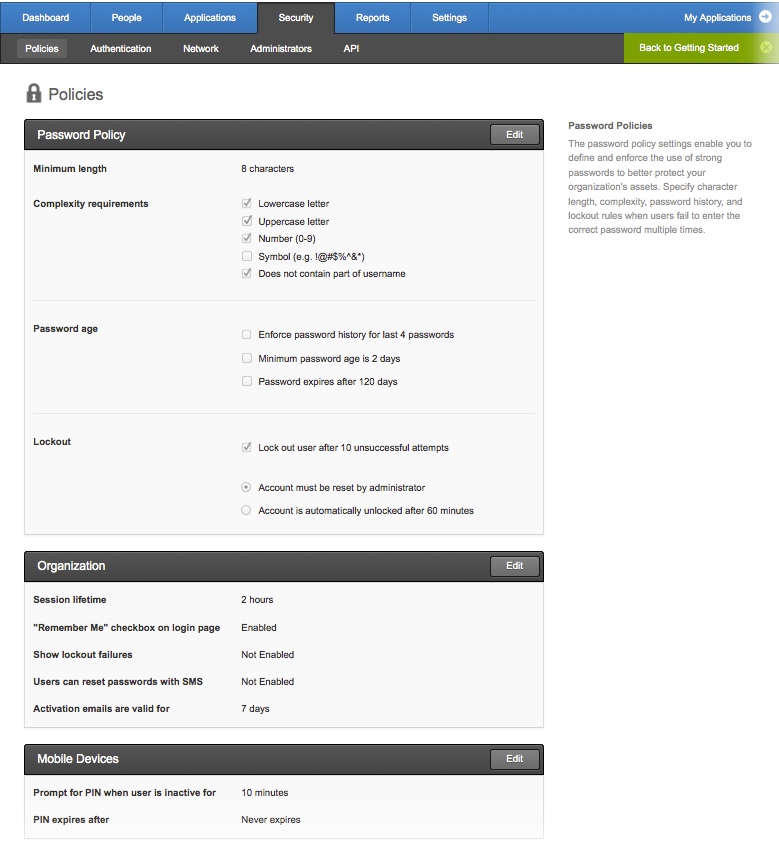 Dashboard People Applications Security Reports Settings My Applications
Policies Authentication Network Administrators API Back to Getting Started
Policies
Password Policy Edit
Minimum length 8 characters
Complexity requirements Lowercase letter
Uppercase letter
Number (0-9)
Symbol (e.g. !@#$%^&*)
Does not contain part of username
Password age Enforce password history for last 4 passwords
Minimum password age is 2 days
Password expires after 120 days
Lockout Lock out user after 10 unsuccessful attempts
Account must be reset by administrator
Account is automatically unlocked after 60 minutes
Password Policies
The password policy settings enable you to
define and enforce the use of strong
passwords to better protect your
organization's assets. Specify character
length, complexity, password history, and
lockout rules when users fail to enter the
correct password multiple times.
Organization Edit
Session lifetime 2 hours
"Remember Me" checkbox on login page Enabled
Show lockout failures Not Enabled
Users can reset passwords with SMS Not Enabled
Activation emails are valid for 7 days
Mobile Devices Edit
Prompt for PIN when user is inactive for 10 minutes
PIN expires after Never expires